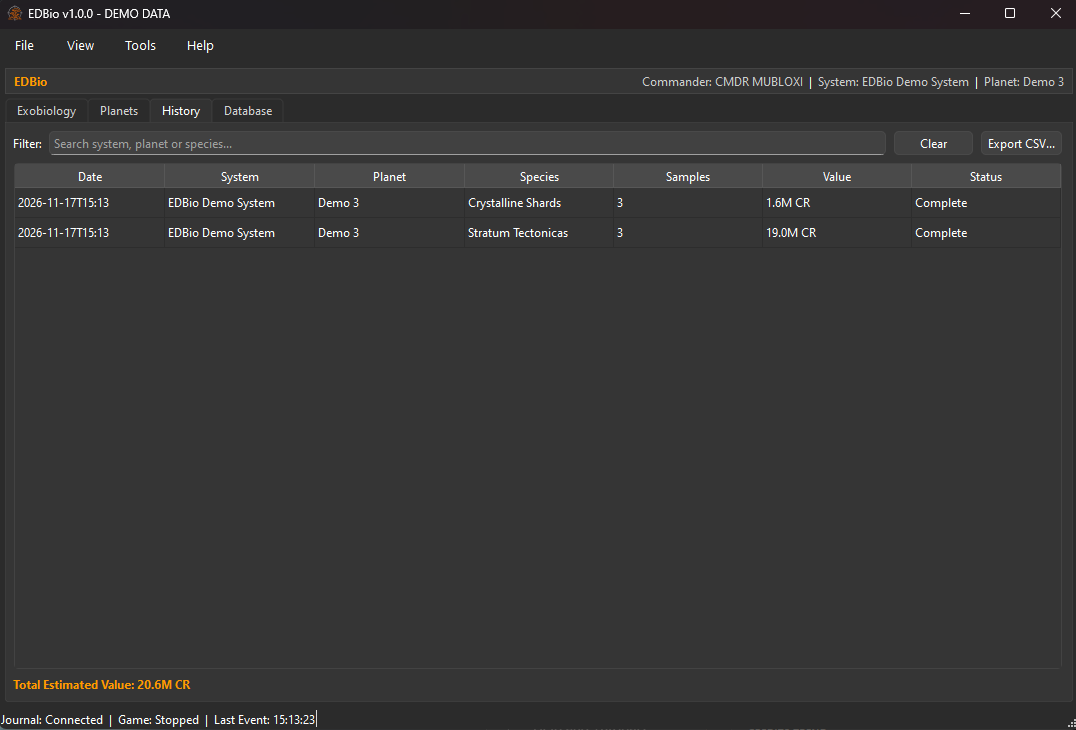 EDBio v1.0.0 - DEMO DATA
File View Tools Help
EDBio Commander: CMDR MUBLOXI | System: EDBio Demo System | Planet: Demo 3
Exobiology Planets History Database
Filter: Search system, planet or species... Clear Export CSV...
Date System Planet Species Samples Value Status
2026-11-17T15:13 EDBio Demo System Demo 3 Crystalline Shards 3 1.6M CR Complete
2026-11-17T15:13 EDBio Demo System Demo 3 Stratum Tectonicas 3 19.0M CR Complete
Total Estimated Value: 20.6M CR
Journal: Connected | Game: Stopped | Last Event: 15:13:23